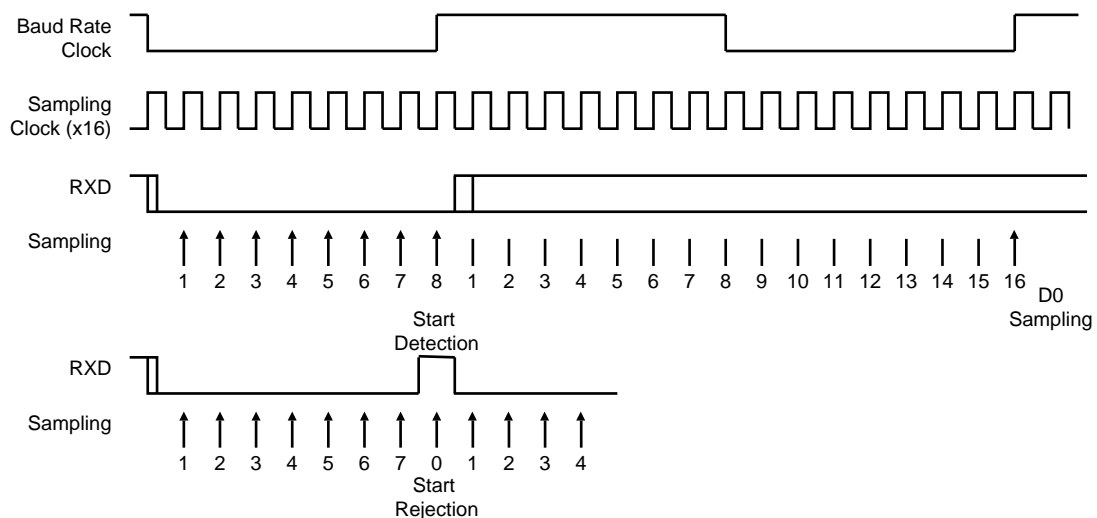 Baud Rate
Clock
Sampling
Clock (x16)
RXD
Sampling
1 2 3 4 5 6 7 8 1 2 3 4 5 6 7 8 9 10 11 12 13 14 15 16
D0
Sampling
Start
Detection
RXD
Sampling
1 2 3 4 5 6 7 0 1 2 3 4
Start
Rejection